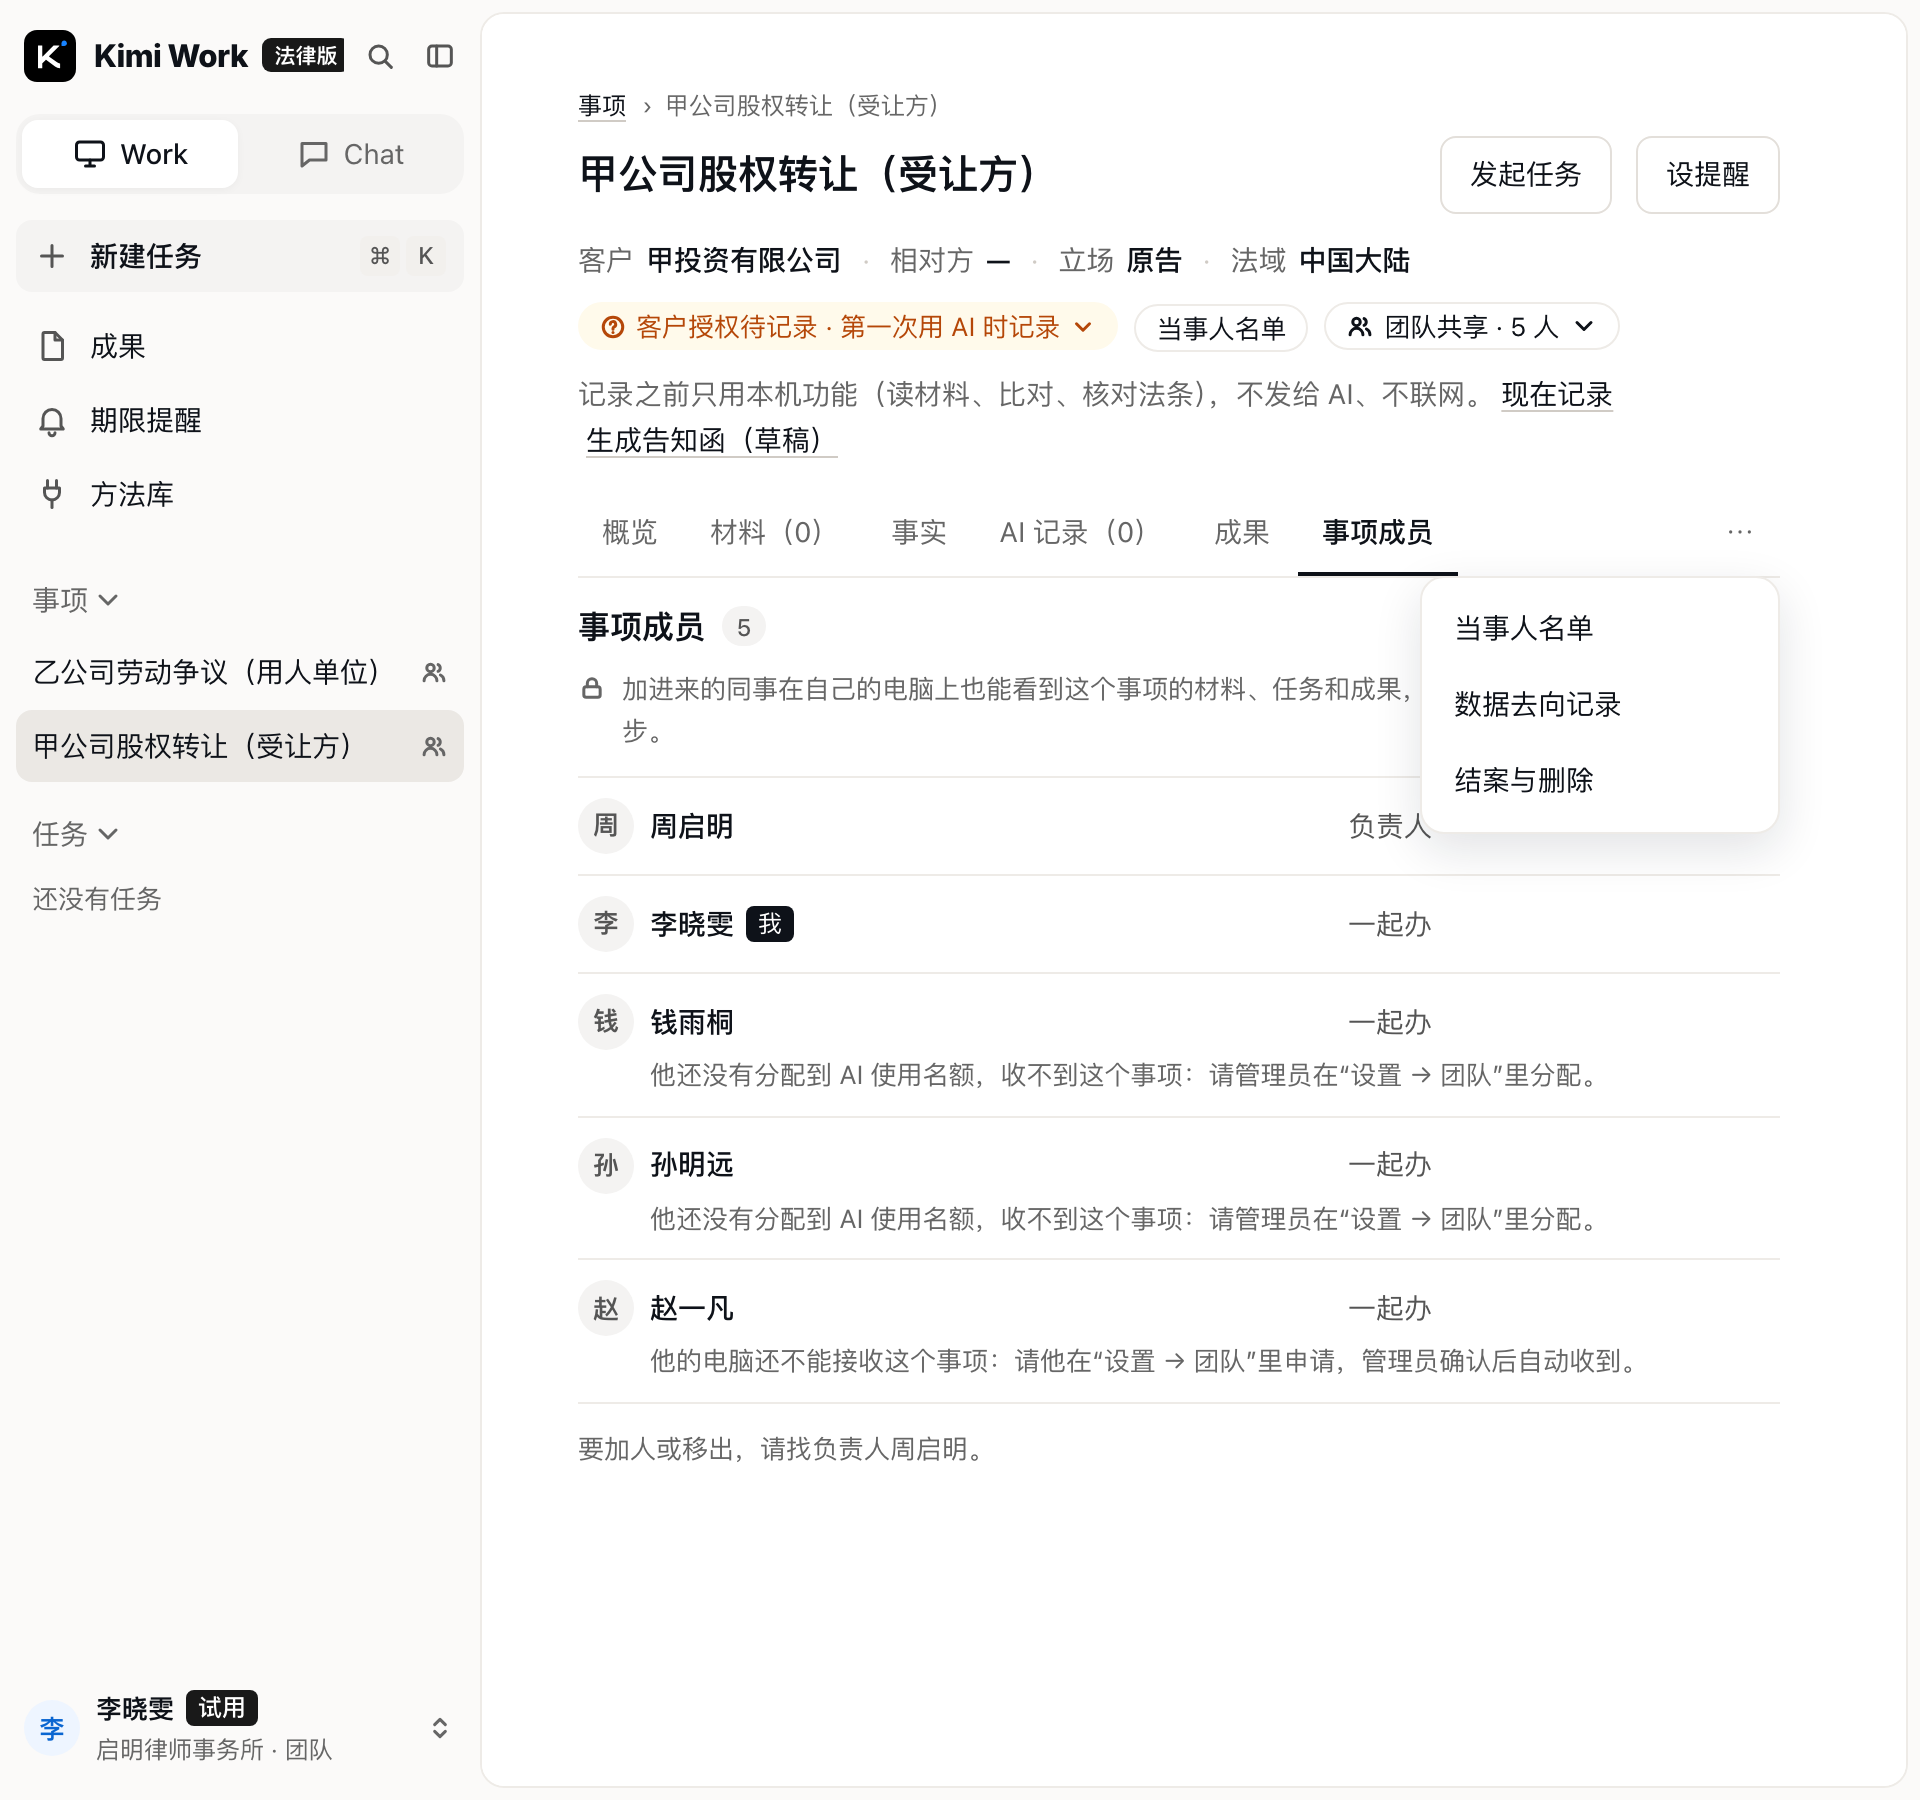 Kimi Work 法律版
Work
Chat
新建任务 ⌘ K
成果
期限提醒
方法库
事项
乙公司劳动争议（用人单位）
甲公司股权转让（受让方）
任务
还没有任务
李 李晓雯 试用
启明律师事务所 · 团队
事项 › 甲公司股权转让（受让方）
甲公司股权转让（受让方）
发起任务
设提醒
客户 甲投资有限公司 · 相对方 — · 立场 原告 · 法域 中国大陆
客户授权待记录 · 第一次用 AI 时记录
当事人名单
团队共享 · 5 人
记录之前只用本机功能（读材料、比对、核对法条），不发给 AI、不联网。 现在记录
生成告知函（草稿）
概览 材料（0） 事实 AI 记录（0） 成果 事项成员 ···
当事人名单
数据去向记录
结案与删除
事项成员 5
加进来的同事在自己的电脑上也能看到这个事项的材料、任务和成果，
步。
周 周启明 负责人
李 李晓雯 我 一起办
钱 钱雨桐 一起办
他还没有分配到 AI 使用名额，收不到这个事项：请管理员在“设置 → 团队”里分配。
孙 孙明远 一起办
他还没有分配到 AI 使用名额，收不到这个事项：请管理员在“设置 → 团队”里分配。
赵 赵一凡 一起办
他的电脑还不能接收这个事项：请他在“设置 → 团队”里申请，管理员确认后自动收到。
要加人或移出，请找负责人周启明。